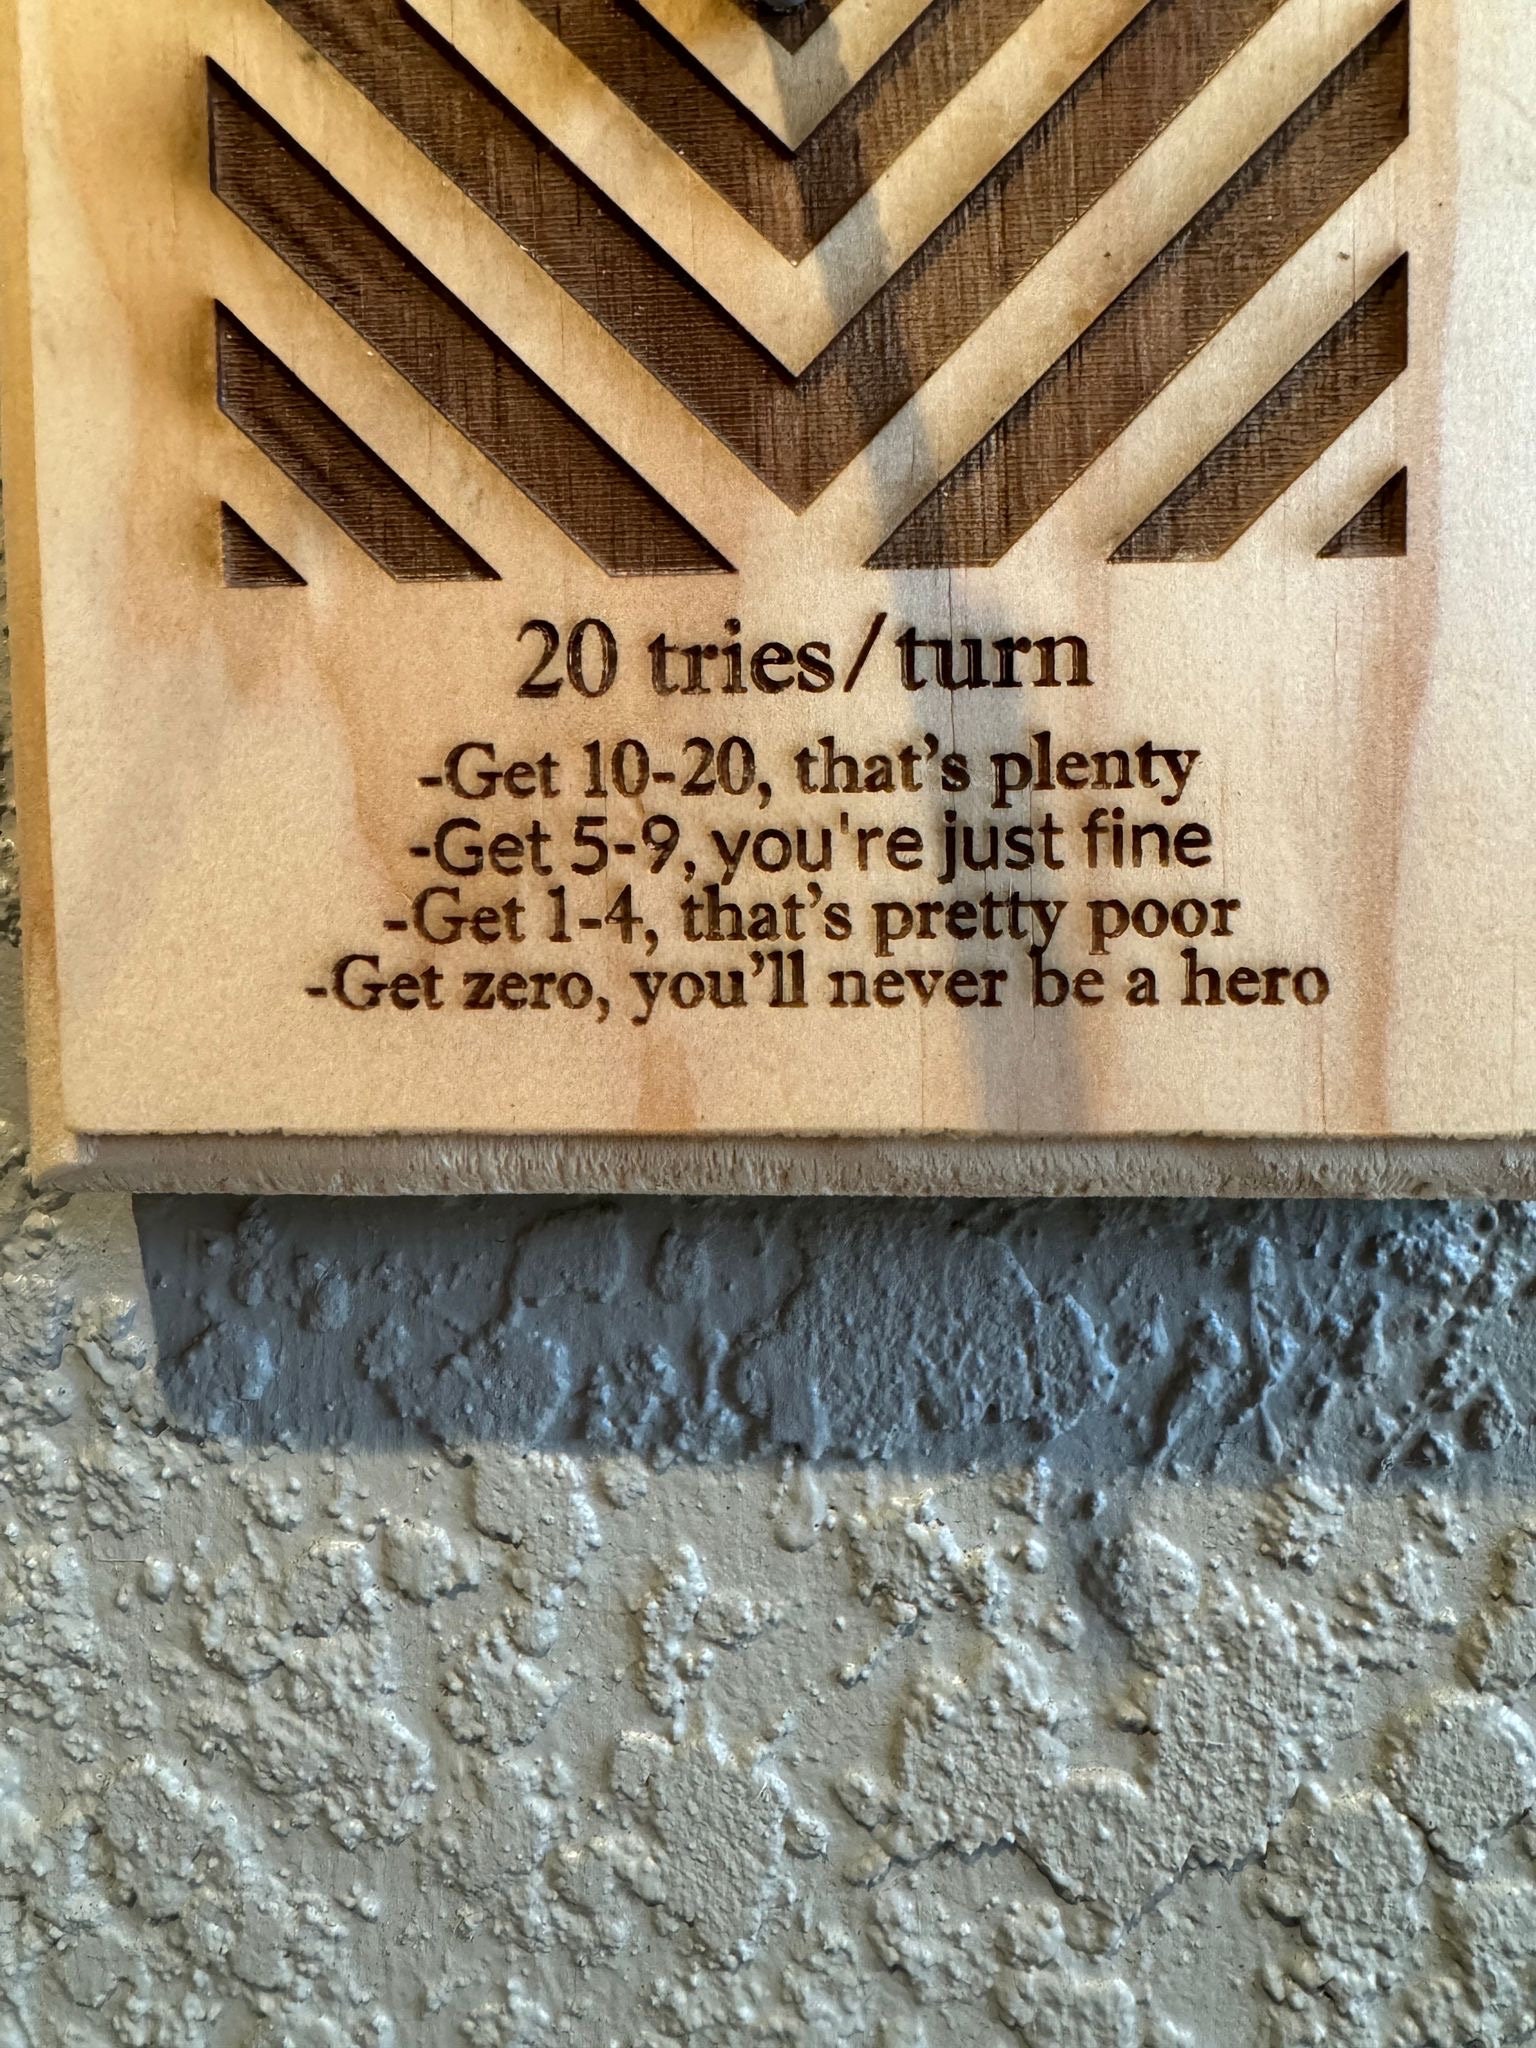 20 tries/turn
-Get 10-20, that's plenty
-Get 5-9, you're just fine
-Get 1-4, that's pretty poor
-Get zero, you'll never be a hero